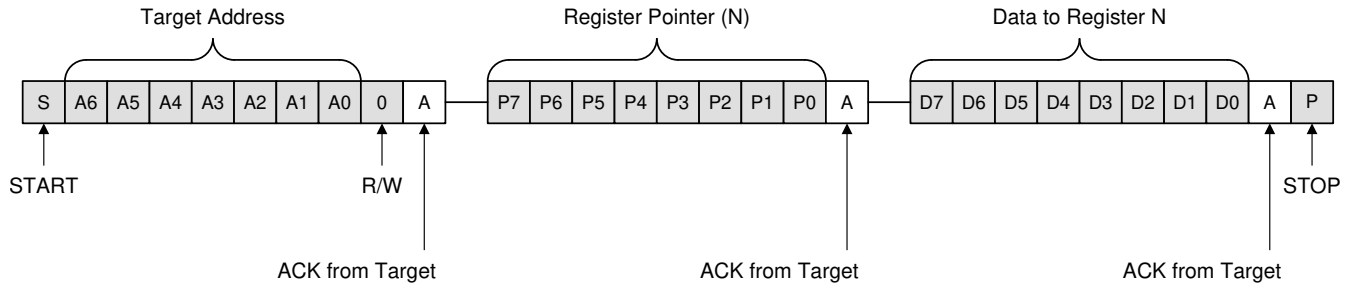 Target Address Register Pointer (N) Data to Register N
S A6 A5 A4 A3 A2 A1 A0 0 A P7 P6 P5 P4 P3 P2 P1 P0 A D7 D6 D5 D4 D3 D2 D1 D0 A P
START R/W STOP
ACK from Target ACK from Target ACK from Target